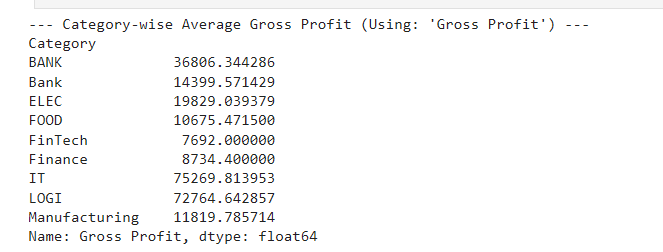 --- Category-wise Average Gross Profit (Using: 'Gross Profit') ---
Category
BANK 36806.344286
Bank 14399.571429
ELEC 19829.039379
FOOD 10675.471500
FinTech 7692.000000
Finance 8734.400000
IT 75269.813953
LOGI 72764.642857
Manufacturing 11819.785714
Name: Gross Profit, dtype: float64